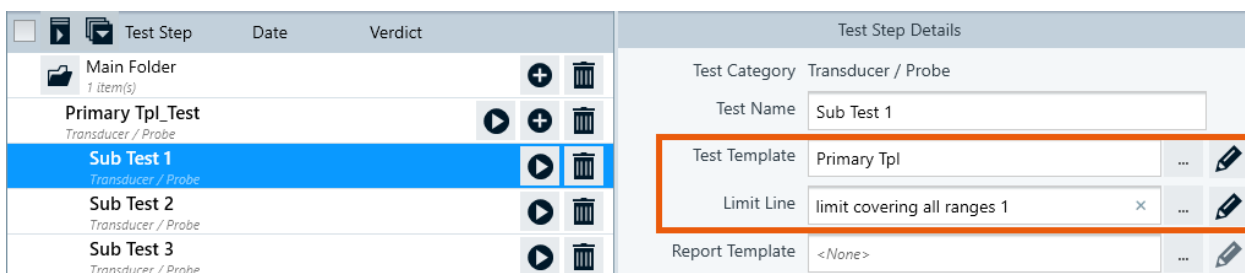 Test Step Date Verdict
Main Folder
1 item(s)
Primary Tpl_Test
Transducer / Probe
Sub Test 1
Transducer / Probe
Sub Test 2
Transducer / Probe
Sub Test 3
Transducer / Probe
Test Step Details
Test Category Transducer / Probe
Test Name Sub Test 1
Test Template Primary Tpl ...
Limit Line limit covering all ranges 1 × ...
Report Template <None> ...